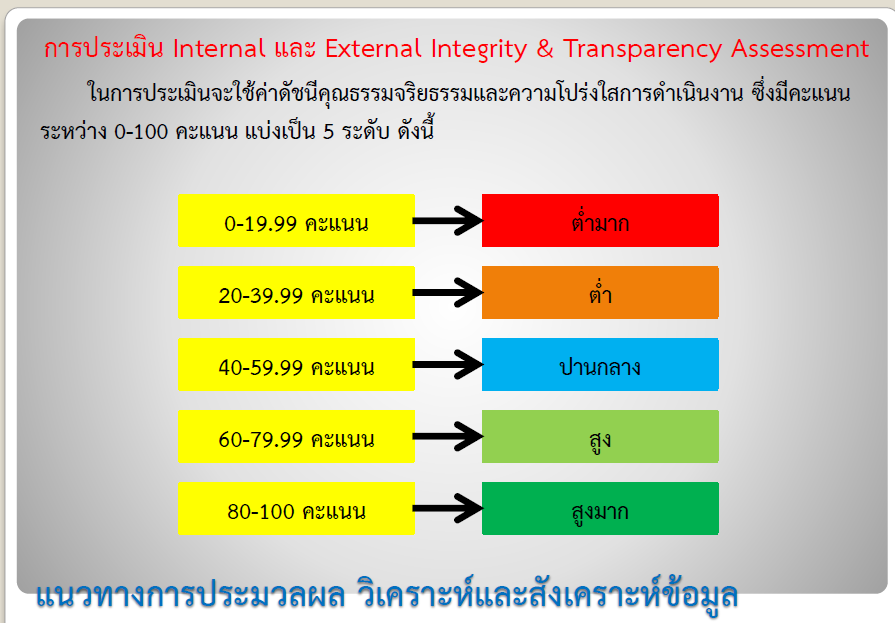 การประเมิน Internal และ External Integrity & Transparency Assessment
ในการประเมินจะใช้ค่าดัชนีคุณธรรมจริยธรรมและความโปร่งใสการดำเนินงาน ซึ่งมีคะแนน
ระหว่าง 0-100 คะแนน แบ่งเป็น 5 ระดับ ดังนี้
0-19.99 คะแนน ต่ำมาก
20-39.99 คะแนน ต่ำ
40-59.99 คะแนน ปานกลาง
60-79.99 คะแนน สูง
80-100 คะแนน สูงมาก
แนวทางการประมวลผล วิเคราะห์และสังเคราะห์ข้อมูล